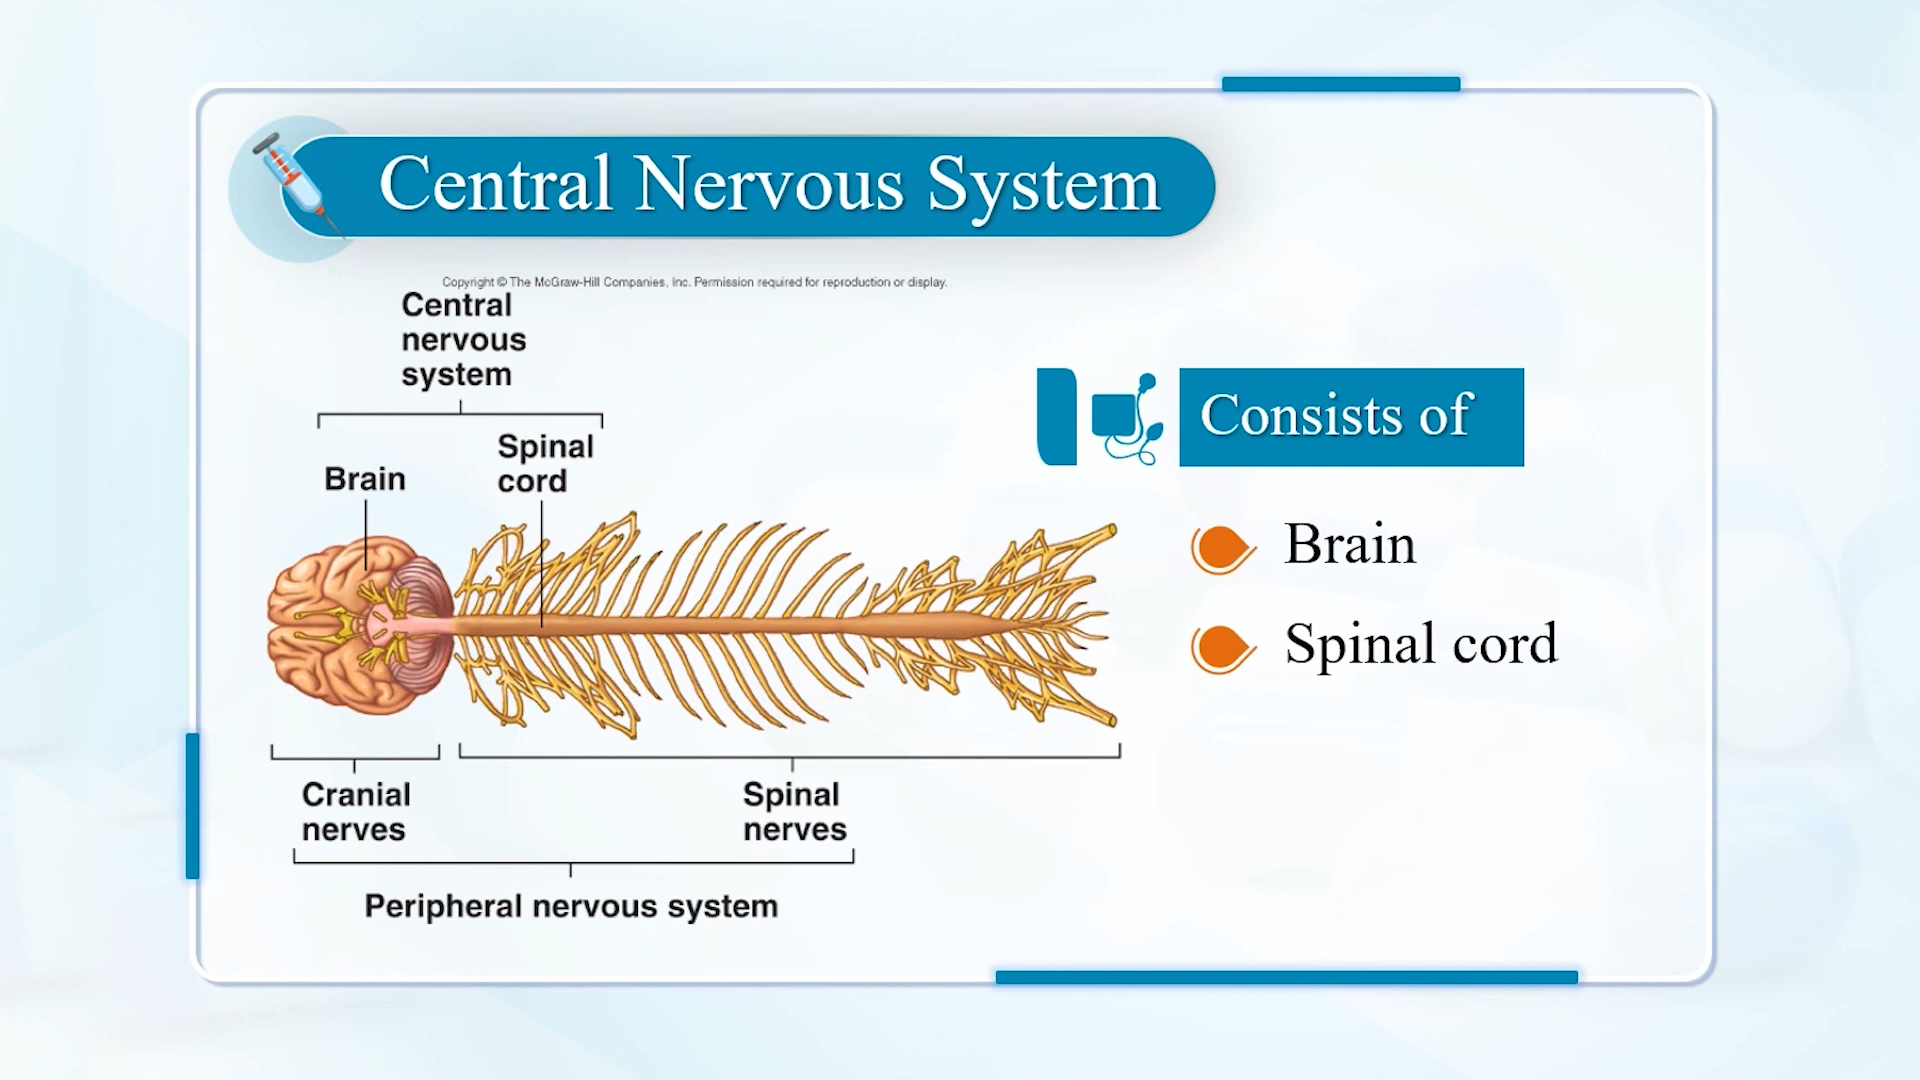 Central Nervous System
Copyright © The McGraw-Hill Companies, Inc. Permission required for reproduction or display.
Central
nervous
system
Brain
Spinal
cord
Cranial
nerves
Spinal
nerves
Peripheral nervous system
Consists of
Brain
Spinal cord